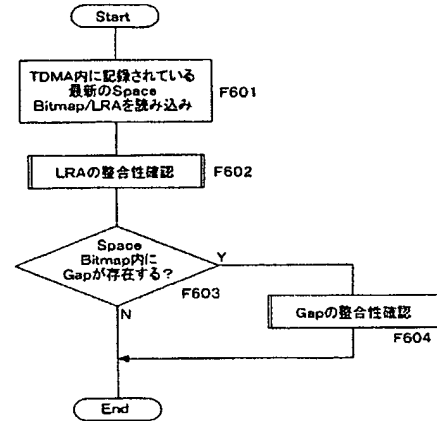 Start
TDMA内に記録されている
最新のSpace
Bitmap/LRAを読み込み
F601
LRAの整合性確認
F602
Space
Bitmap内に
Gapが存在する?
Y
F603
N
Gapの整合性確認
F604
End